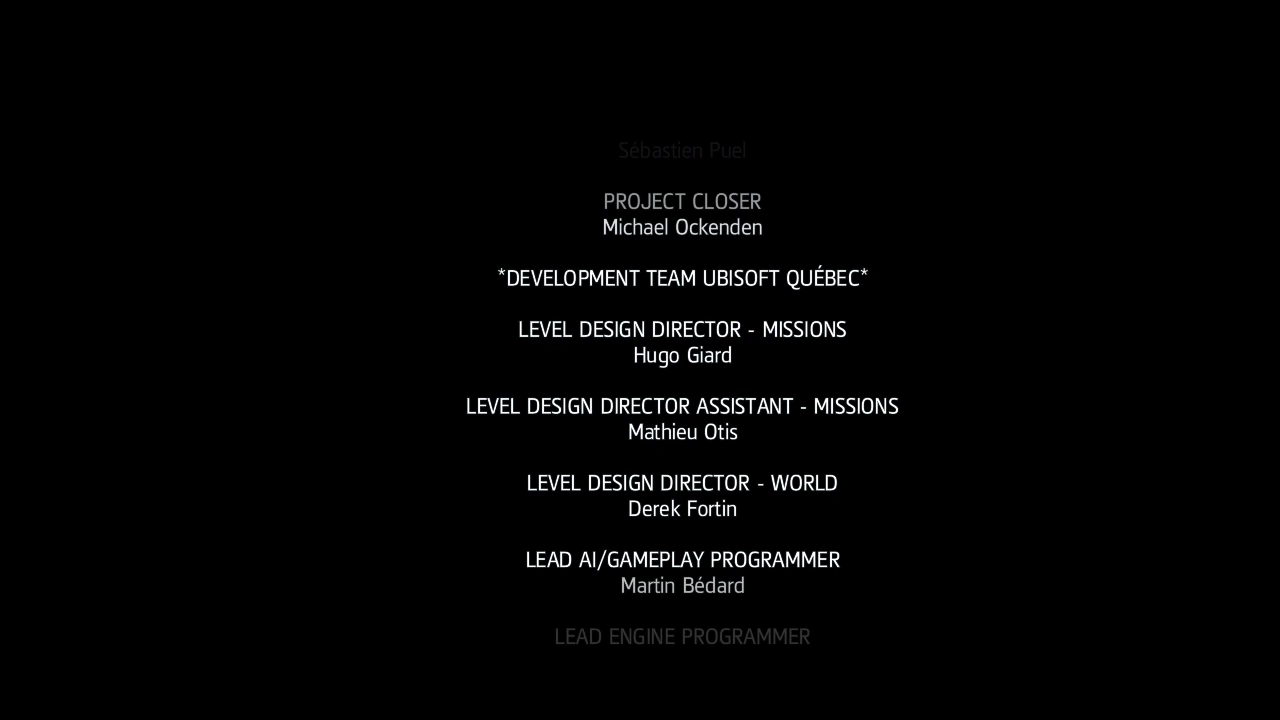 Sébastien Puel
PROJECT CLOSER
Michael Ockenden
*DEVELOPMENT TEAM UBISOFT QUÉBEC*
LEVEL DESIGN DIRECTOR - MISSIONS
Hugo Giard
LEVEL DESIGN DIRECTOR ASSISTANT - MISSIONS
Mathieu Otis
LEVEL DESIGN DIRECTOR - WORLD
Derek Fortin
LEAD AI/GAMEPLAY PROGRAMMER
Martin Bédard
LEAD ENGINE PROGRAMMER